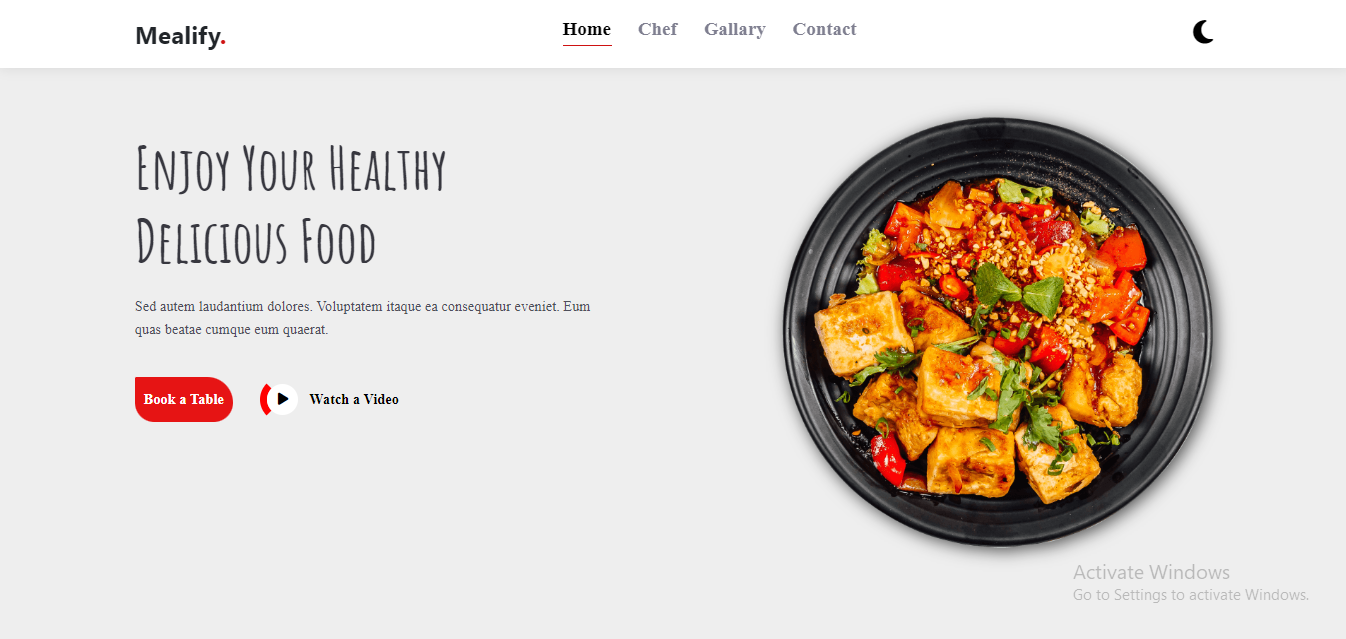 Mealify.
Home Chef Gallary Contact
Enjoy Your Healthy
Delicious Food
Sed autem laudantium dolores. Voluptatem itaque ea consequatur eveniet. Eum
quas beatae cumque eum quaerat.
Book a Table
Watch a Video
Activate Windows
Go to Settings to activate Windows.